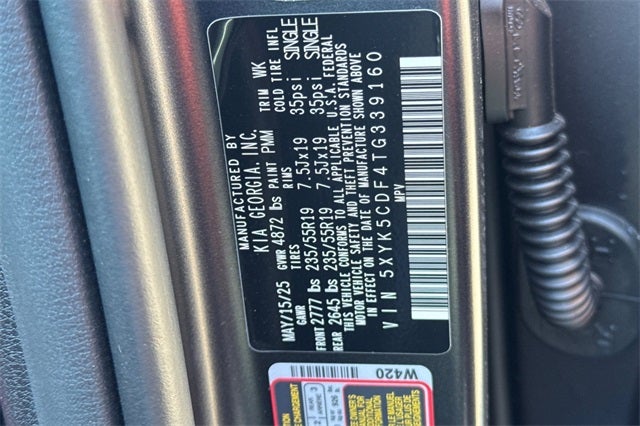 MANUFACTURED BY
KIA GEORGIA, INC.
MAY/15/25 GVWR 4872 lbs PAINT PMM TRIM WK
GAWR TIRES RIMS COLD TIRE INFL
FRONT 2777 lbs 235/55R19 7.5Jx19 35psi SINGLE
REAR 2645 lbs 235/55R19 7.5Jx19 35psi SINGLE
THIS VEHICLE CONFORMS TO ALL APPLICABLE U.S.A. FEDERAL
MOTOR VEHICLE SAFETY AND THEFT PREVENTION STANDARDS
IN EFFECT ON THE DATE OF MANUFACTURE SHOWN ABOVE
VIN 5XYK5CDF4TG339160
MPV
W420